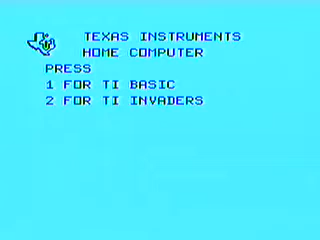 TEXAS INSTRUMENTS
HOME COMPUTER
PRESS
1 FOR TI BASIC
2 FOR TI INVADERS